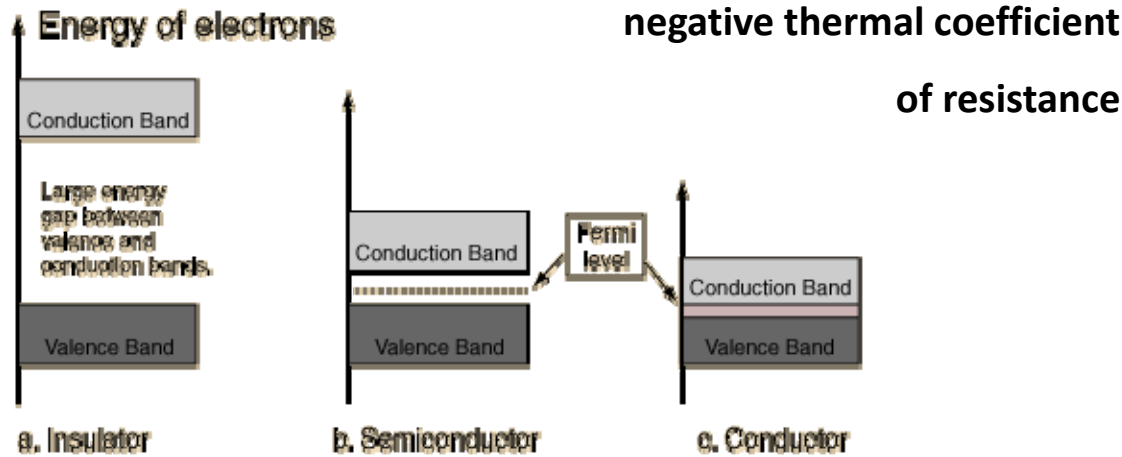 Energy of electrons
negative thermal coefficient
of resistance
Conduction Band
Large energy
gap between
valence and
conduction bands.
Valence Band
a. Insulator
Conduction Band
Valence Band
b. Semiconductor
Fermi
level
Conduction Band
Valence Band
c. Conductor